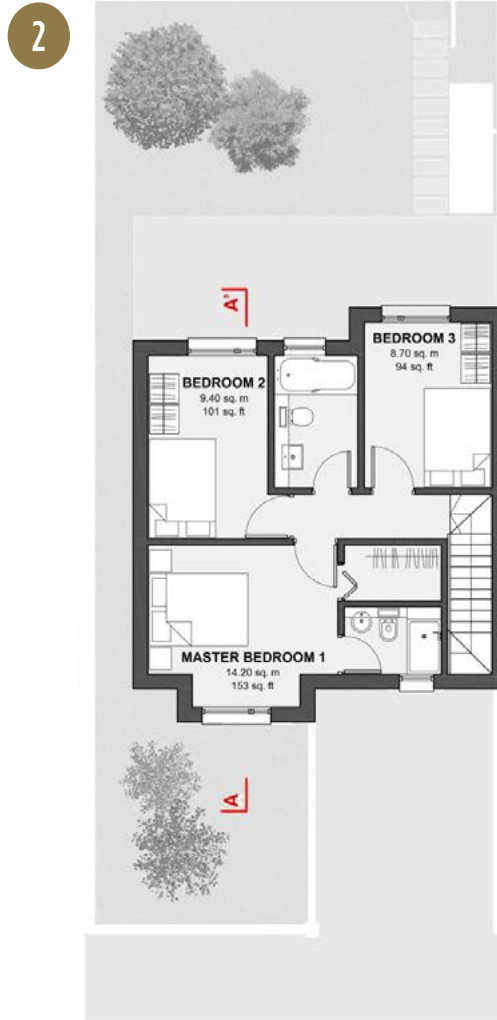 2
A'
BEDROOM 3
8.70 sq. m
94 sq. ft
BEDROOM 2
9.40 sq. m
101 sq. ft
MASTER BEDROOM 1
14.20 sq. m
153 sq. ft
A